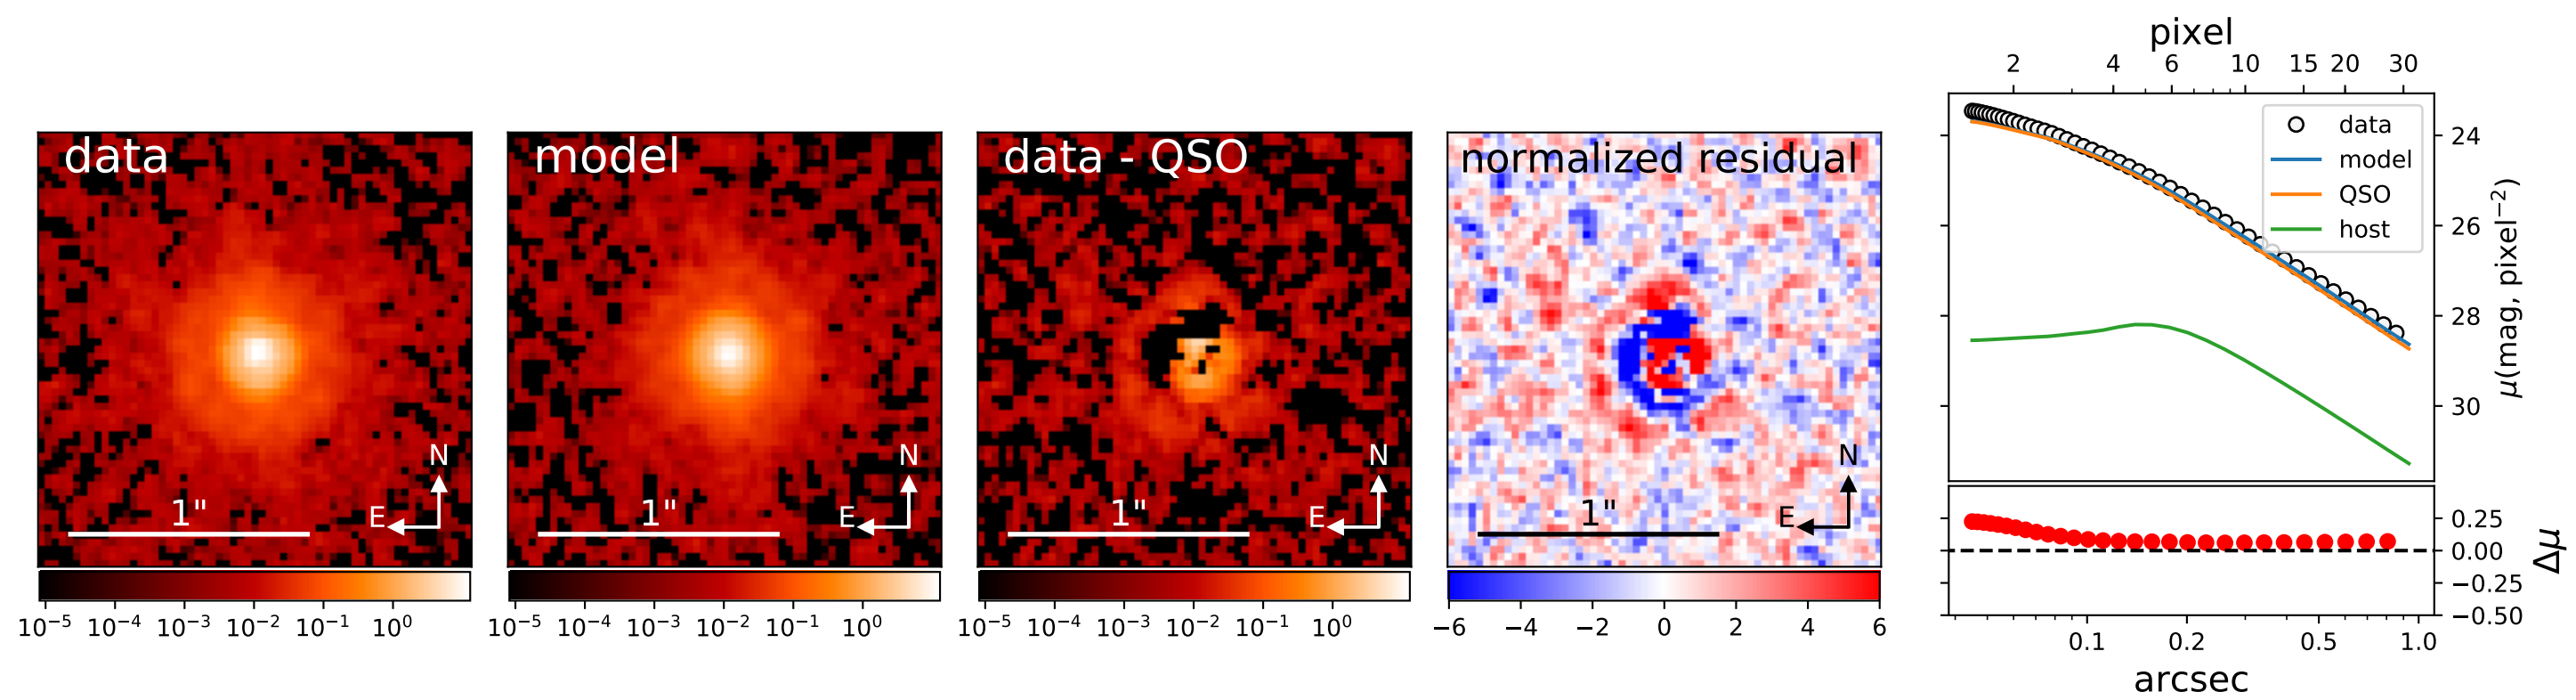 data
N
E
1"
10⁻⁵ 10⁻⁴ 10⁻³ 10⁻² 10⁻¹ 10⁰
model
N
E
1"
10⁻⁵ 10⁻⁴ 10⁻³ 10⁻² 10⁻¹ 10⁰
data - QSO
N
E
1"
10⁻⁵ 10⁻⁴ 10⁻³ 10⁻² 10⁻¹ 10⁰
normalized residual
N
E
1"
−6 −4 −2 0 2 4 6
pixel
2 4 6 10 15 20 30
data
model
QSO
host
24
26
28
30
μ(mag, pixel⁻²)
0.25
0.00
−0.25
−0.50
Δμ
0.1 0.2 0.5 1.0
arcsec